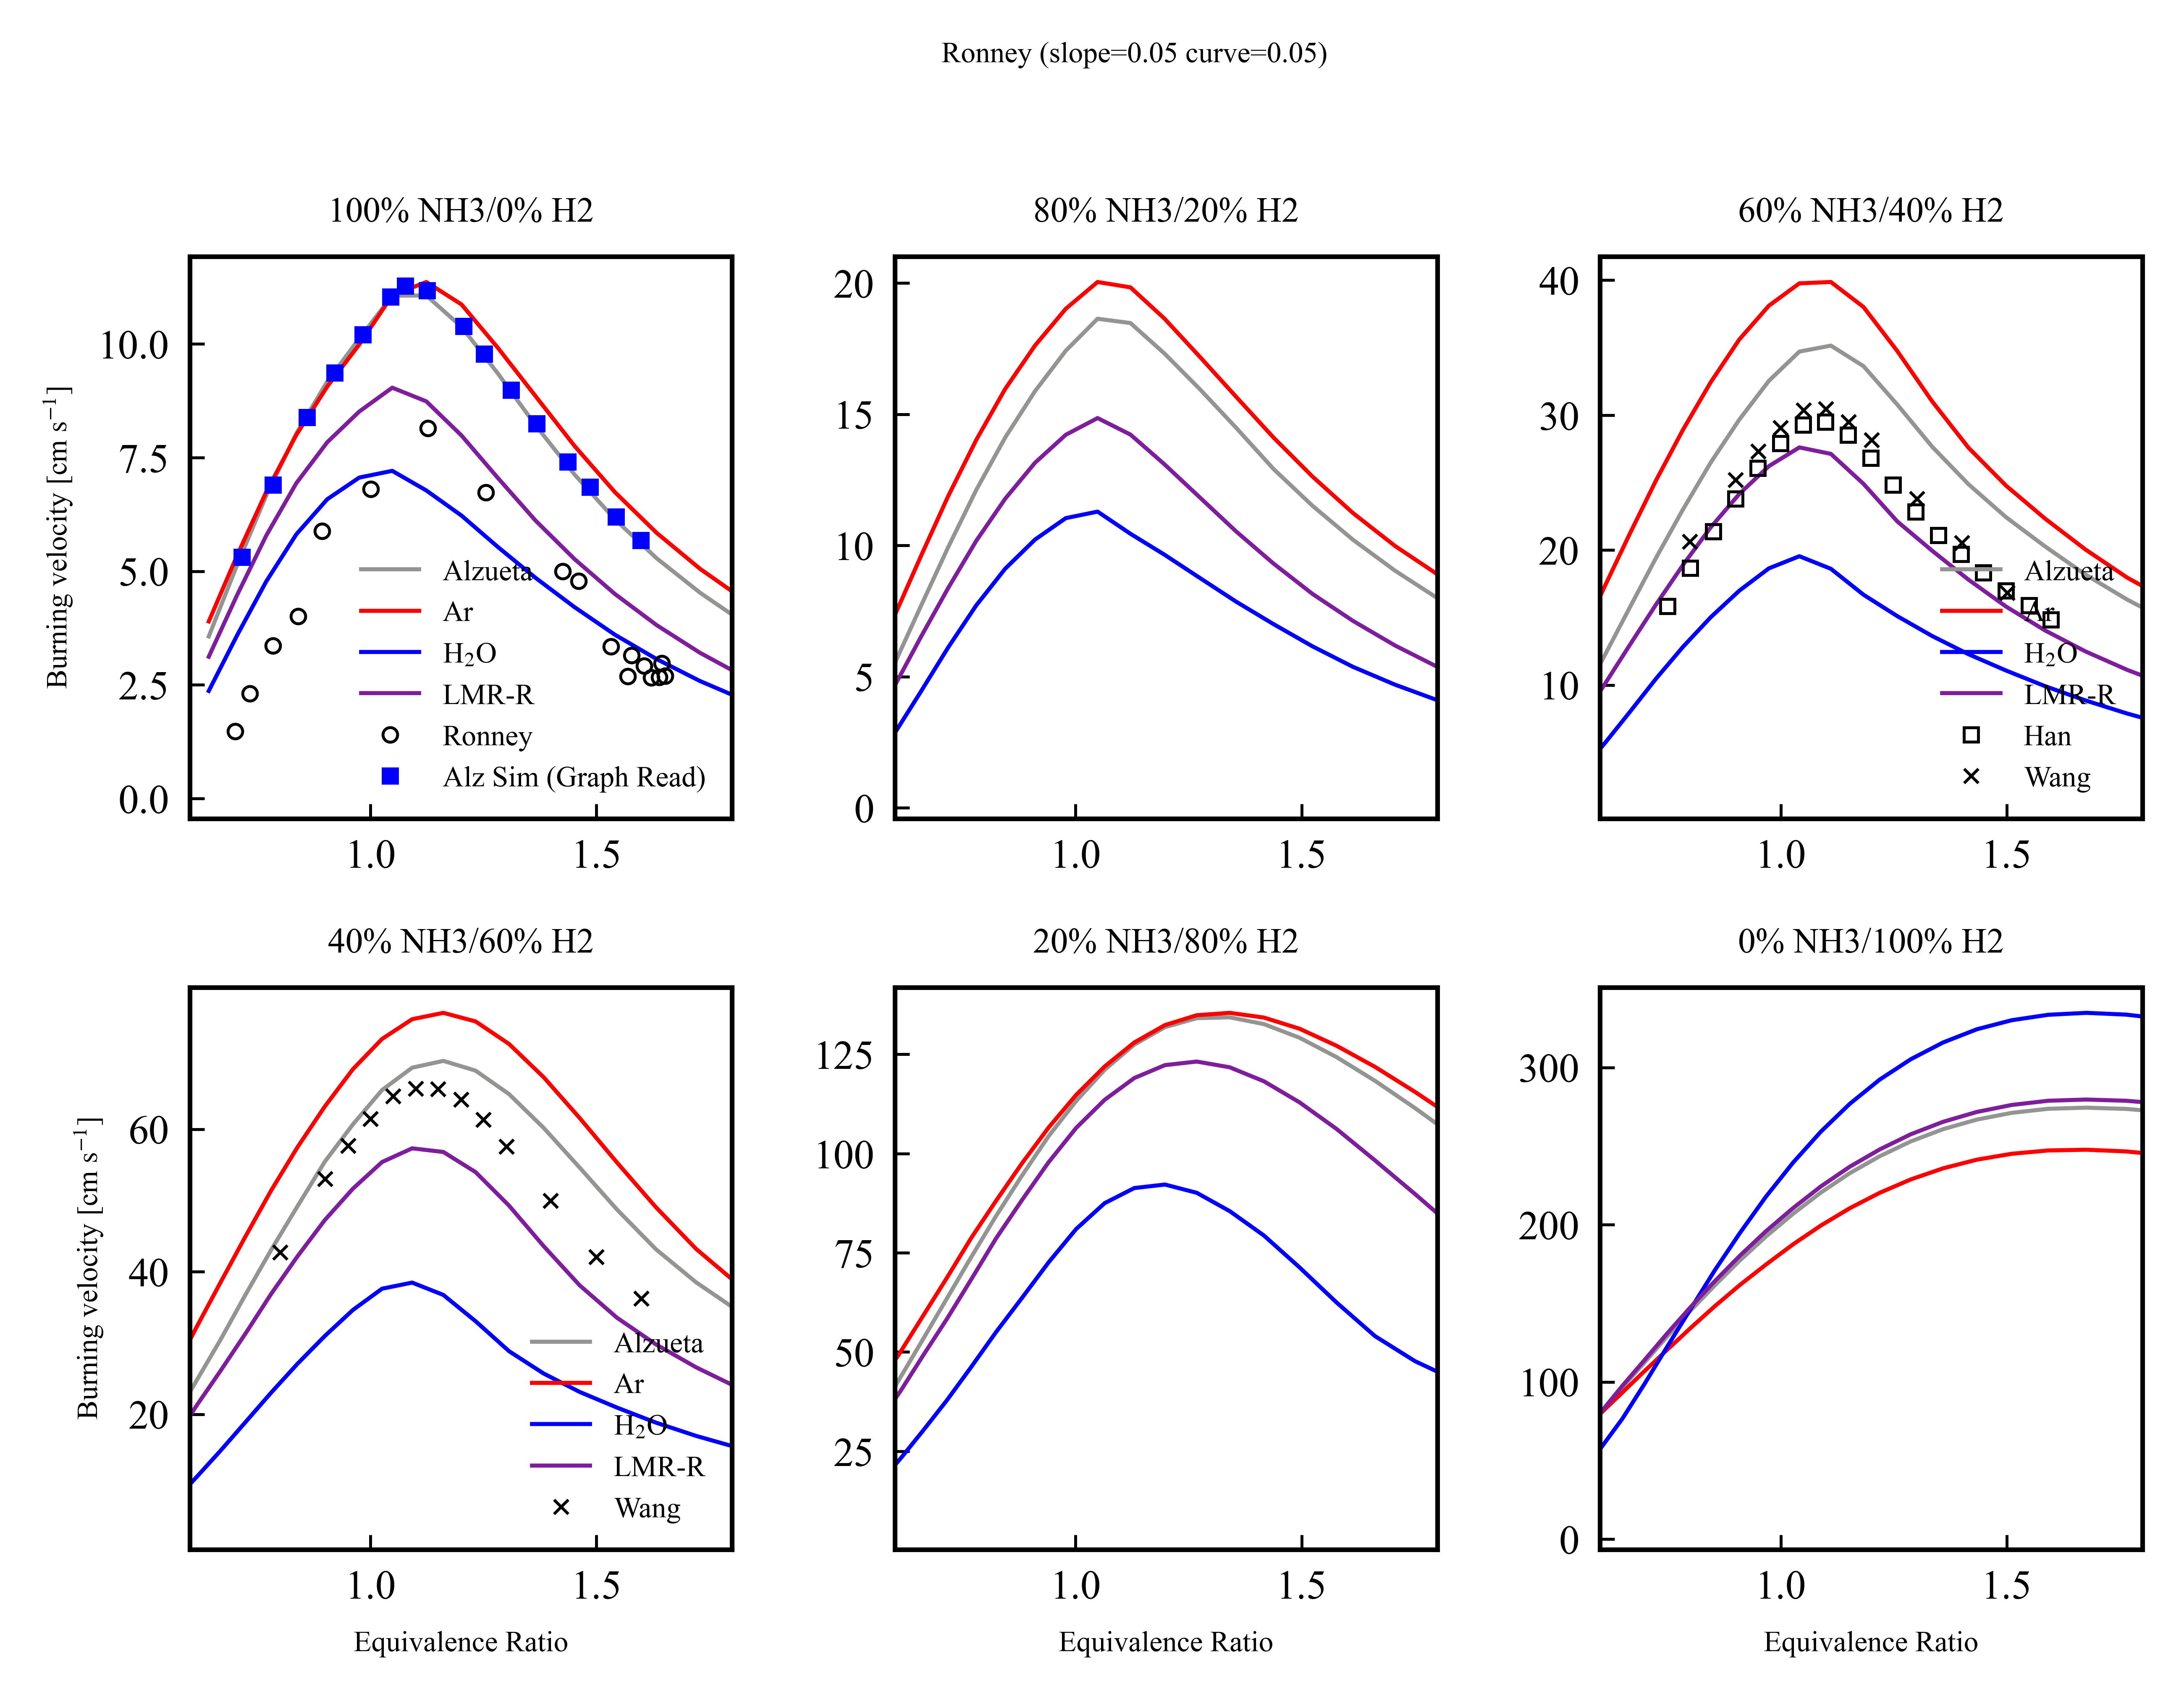 Ronney (slope=0.05 curve=0.05)
100% NH3/0% H2
80% NH3/20% H2
60% NH3/40% H2
Burning velocity [cm s⁻¹]
10.0
7.5
5.0
2.5
0.0
1.0
1.5
Alzueta
Ar
H₂O
LMR-R
Ronney
Alz Sim (Graph Read)
20
15
10
5
0
1.0
1.5
40
30
20
10
1.0
1.5
Alzueta
Ar
H₂O
LMR-R
Han
Wang
40% NH3/60% H2
20% NH3/80% H2
0% NH3/100% H2
Burning velocity [cm s⁻¹]
60
40
20
1.0
1.5
Alzueta
Ar
H₂O
LMR-R
Wang
Equivalence Ratio
125
100
75
50
25
1.0
1.5
Equivalence Ratio
300
200
100
0
1.0
1.5
Equivalence Ratio